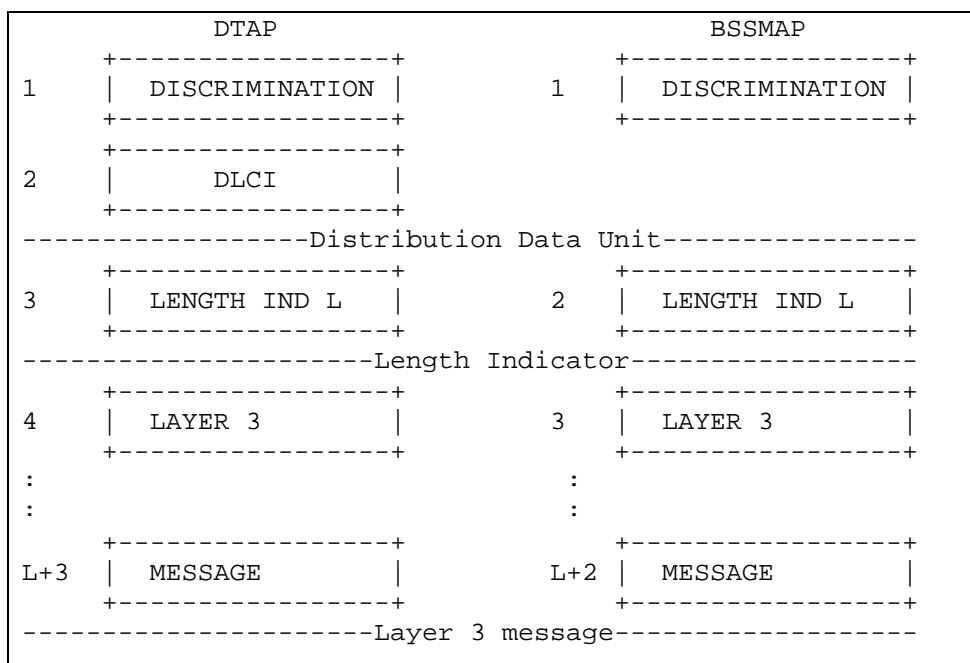 DTAP                           BSSMAP
     +-----------------+             +-----------------+
1    |  DISCRIMINATION |         1   |  DISCRIMINATION |
     +-----------------+             +-----------------+
     +-----------------+
2    |      DLCI       |
     +-----------------+
------------------Distribution Data Unit----------------
     +-----------------+             +-----------------+
3    |  LENGTH IND L   |         2   |  LENGTH IND L   |
     +-----------------+             +-----------------+
----------------------Length Indicator------------------
     +-----------------+             +-----------------+
4    |  LAYER 3        |         3   |  LAYER 3        |
     +-----------------+             +-----------------+
:                                 :
:                                 :
     +-----------------+             +-----------------+
L+3  |  MESSAGE        |         L+2 |  MESSAGE        |
     +-----------------+             +-----------------+
----------------------Layer 3 message-------------------